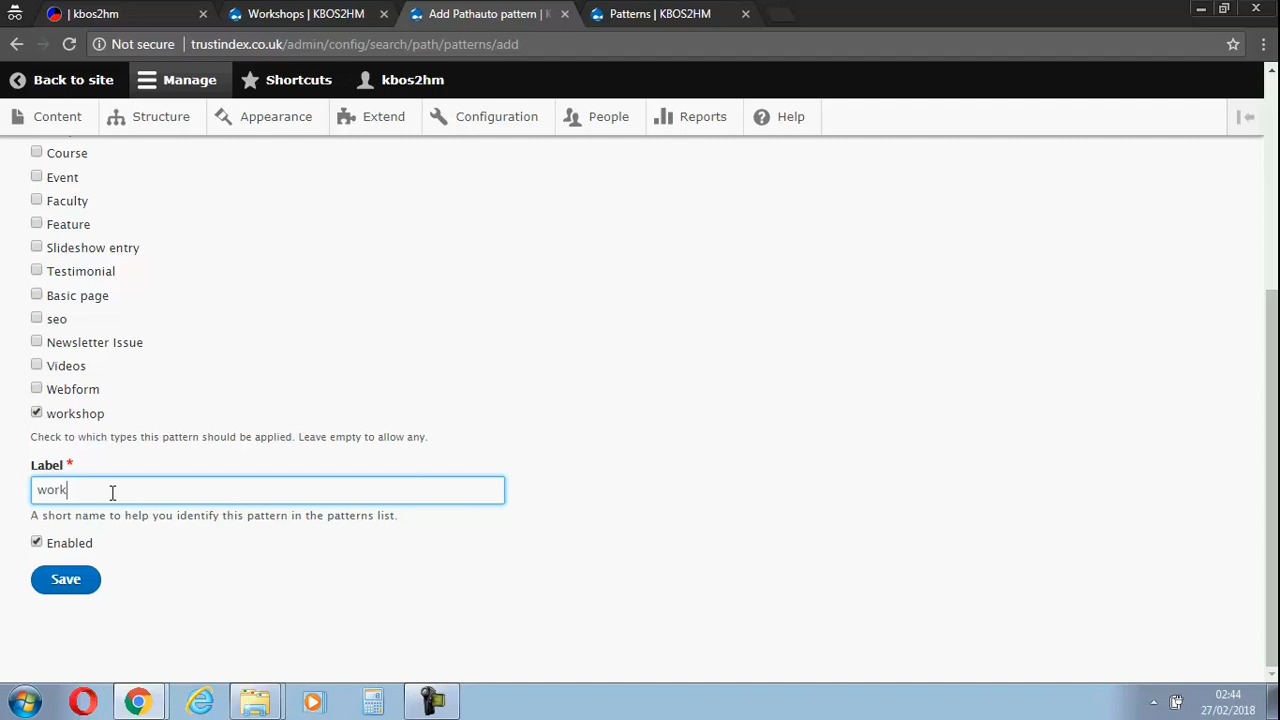 | kbos2hm
Workshops | KBOS2HM
Add Pathauto pattern |
Patterns | KBOS2HM
Not secure | trustindex.co.uk/admin/config/search/path/patterns/add
Back to site
Manage
Shortcuts
kbos2hm
Content
Structure
Appearance
Extend
Configuration
People
Reports
Help
Course
Event
Faculty
Feature
Slideshow entry
Testimonial
Basic page
seo
Newsletter Issue
Videos
Webform
workshop
Check to which types this pattern should be applied. Leave empty to allow any.
Label *
work
A short name to help you identify this pattern in the patterns list.
Enabled
Save
02:44
27/02/2018